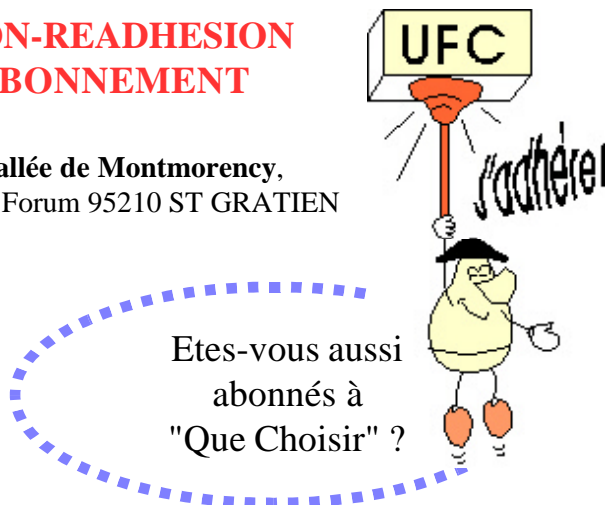 ON-READHESION
BONNEMENT
UFC
J'adhère
allée de Montmorency,
Forum 95210 ST GRATIEN
Etes-vous aussi
abonnés à
"Que Choisir" ?